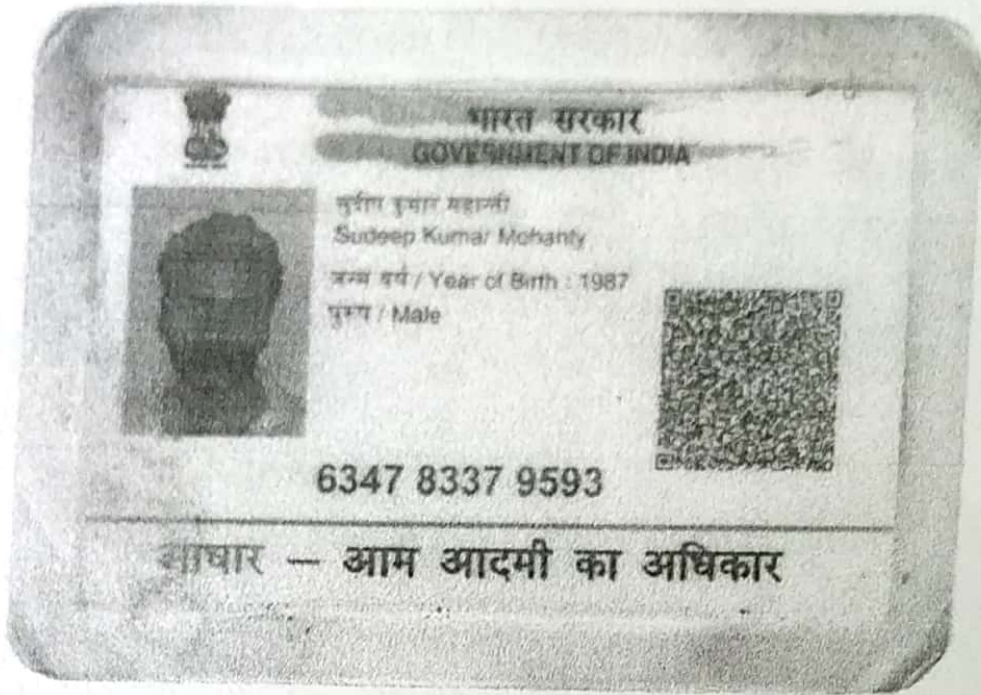 भारत सरकार
GOVERNMENT OF INDIA
सुदीप कुमार महान्ती
Sudeep Kumar Mohanty
जन्म वर्ष / Year of Birth : 1987
पुरुष / Male
6347 8337 9593
आधार – आम आदमी का अधिकार